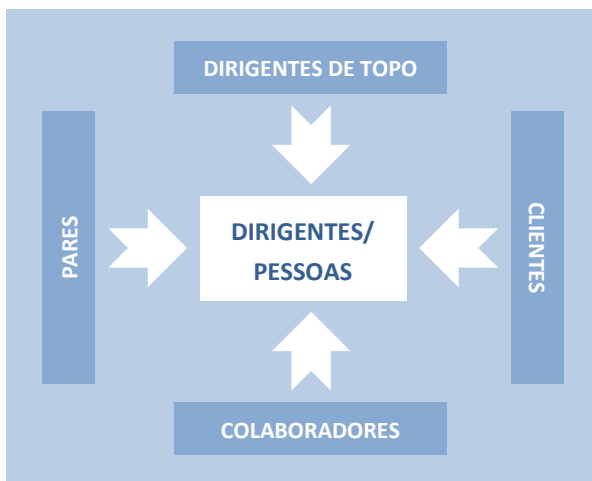 DIRIGENTES DE TOPO
PARES
DIRIGENTES/
PESSOAS
CLIENTES
COLABORADORES